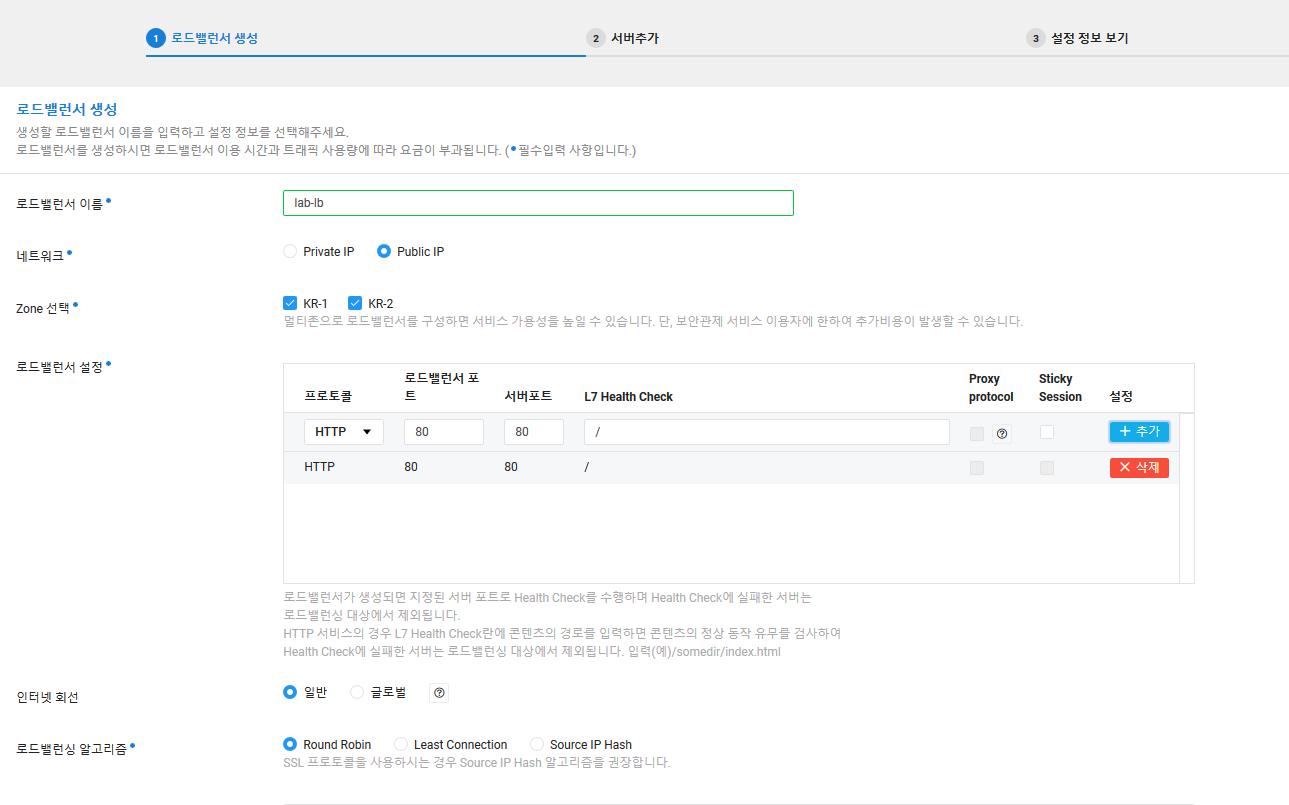 1 로드밸런서 생성
2 서버추가
3 설정 정보 보기
로드밸런서 생성
생성할 로드밸런서 이름을 입력하고 설정 정보를 선택해주세요.
로드밸런서를 생성하시면 로드밸런서 이용 시간과 트래픽 사용량에 따라 요금이 부과됩니다. (•필수입력 사항입니다.)
로드밸런서 이름•
lab-lb
네트워크•
Private IP Public IP
Zone 선택•
KR-1 KR-2
멀티존으로 로드밸런서를 구성하면 서비스 가용성을 높일 수 있습니다. 단, 보안관제 서비스 이용자에 한하여 추가비용이 발생할 수 있습니다.
로드밸런서 설정•
프로토콜
로드밸런서 포
트
서버포트
L7 Health Check
Proxy
protocol
Sticky
Session
설정
HTTP 80 80 / ? + 추가
HTTP 80 80 / × 삭제
로드밸런서가 생성되면 지정된 서버 포트로 Health Check를 수행하며 Health Check에 실패한 서버는
로드밸런싱 대상에서 제외됩니다.
HTTP 서비스의 경우 L7 Health Check란에 콘텐츠의 경로를 입력하면 콘텐츠의 정상 동작 유무를 검사하여
Health Check에 실패한 서버는 로드밸런싱 대상에서 제외됩니다. 입력(예)/somedir/index.html
인터넷 회선
일반 글로벌 ?
로드밸런싱 알고리즘•
Round Robin Least Connection Source IP Hash
SSL 프로토콜을 사용하시는 경우 Source IP Hash 알고리즘을 권장합니다.